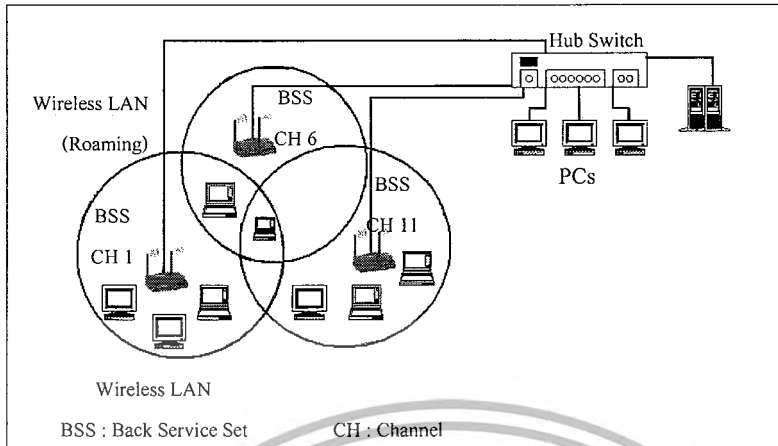 Hub Switch
BSS
Wireless LAN
CH 6
(Roaming)
BSS
PCs
BSS
CH 11
CH 1
Wireless LAN
BSS : Back Service Set CH : Channel